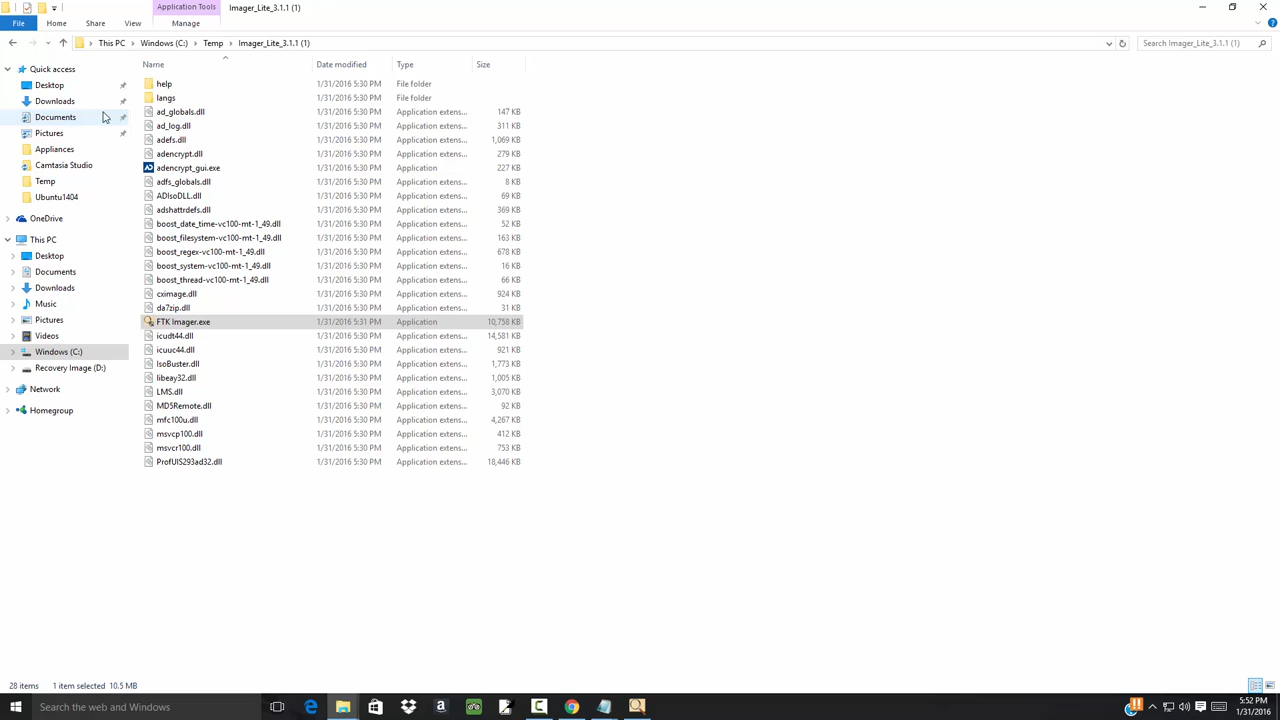 Application Tools
Imager_Lite_3.1.1 (1)
File
Home
Share
View
Manage
This PC
Windows (C:)
Temp
Imager_Lite_3.1.1 (1)
Search Imager_Lite_3.1.1 (1)
Name
Date modified
Type
Size
Quick access
Desktop
Downloads
Documents
Pictures
Appliances
Camtasia Studio
Temp
Ubuntu1404
OneDrive
This PC
Desktop
Documents
Downloads
Music
Pictures
Videos
Windows (C:)
Recovery Image (D:)
Network
Homegroup
help 1/31/2016 5:30 PM File folder
langs 1/31/2016 5:30 PM File folder
ad_globals.dll 1/31/2016 5:30 PM Application extens... 147 KB
ad_log.dll 1/31/2016 5:30 PM Application extens... 311 KB
adefs.dll 1/31/2016 5:30 PM Application extens... 1,069 KB
adencrypt.dll 1/31/2016 5:30 PM Application extens... 279 KB
adencrypt_gui.exe 1/31/2016 5:30 PM Application 227 KB
adfs_globals.dll 1/31/2016 5:30 PM Application extens... 8 KB
ADIsoDLL.dll 1/31/2016 5:30 PM Application extens... 69 KB
adshattrdefs.dll 1/31/2016 5:30 PM Application extens... 369 KB
boost_date_time-vc100-mt-1_49.dll 1/31/2016 5:30 PM Application extens... 52 KB
boost_filesystem-vc100-mt-1_49.dll 1/31/2016 5:30 PM Application extens... 163 KB
boost_regex-vc100-mt-1_49.dll 1/31/2016 5:30 PM Application extens... 678 KB
boost_system-vc100-mt-1_49.dll 1/31/2016 5:30 PM Application extens... 16 KB
boost_thread-vc100-mt-1_49.dll 1/31/2016 5:30 PM Application extens... 66 KB
cximage.dll 1/31/2016 5:30 PM Application extens... 924 KB
da7zip.dll 1/31/2016 5:30 PM Application extens... 31 KB
FTK Imager.exe 1/31/2016 5:31 PM Application 10,758 KB
icudt44.dll 1/31/2016 5:30 PM Application extens... 14,581 KB
icuuc44.dll 1/31/2016 5:30 PM Application extens... 921 KB
IsoBuster.dll 1/31/2016 5:30 PM Application extens... 1,773 KB
libeay32.dll 1/31/2016 5:30 PM Application extens... 1,005 KB
LMS.dll 1/31/2016 5:30 PM Application extens... 3,070 KB
MD5Remote.dll 1/31/2016 5:30 PM Application extens... 92 KB
mfc100u.dll 1/31/2016 5:30 PM Application extens... 4,267 KB
msvcp100.dll 1/31/2016 5:30 PM Application extens... 412 KB
msvcr100.dll 1/31/2016 5:30 PM Application extens... 753 KB
ProfUIS293ad32.dll 1/31/2016 5:30 PM Application extens... 18,446 KB
28 items 1 item selected 10.5 MB
Search the web and Windows
5:52 PM
1/31/2016